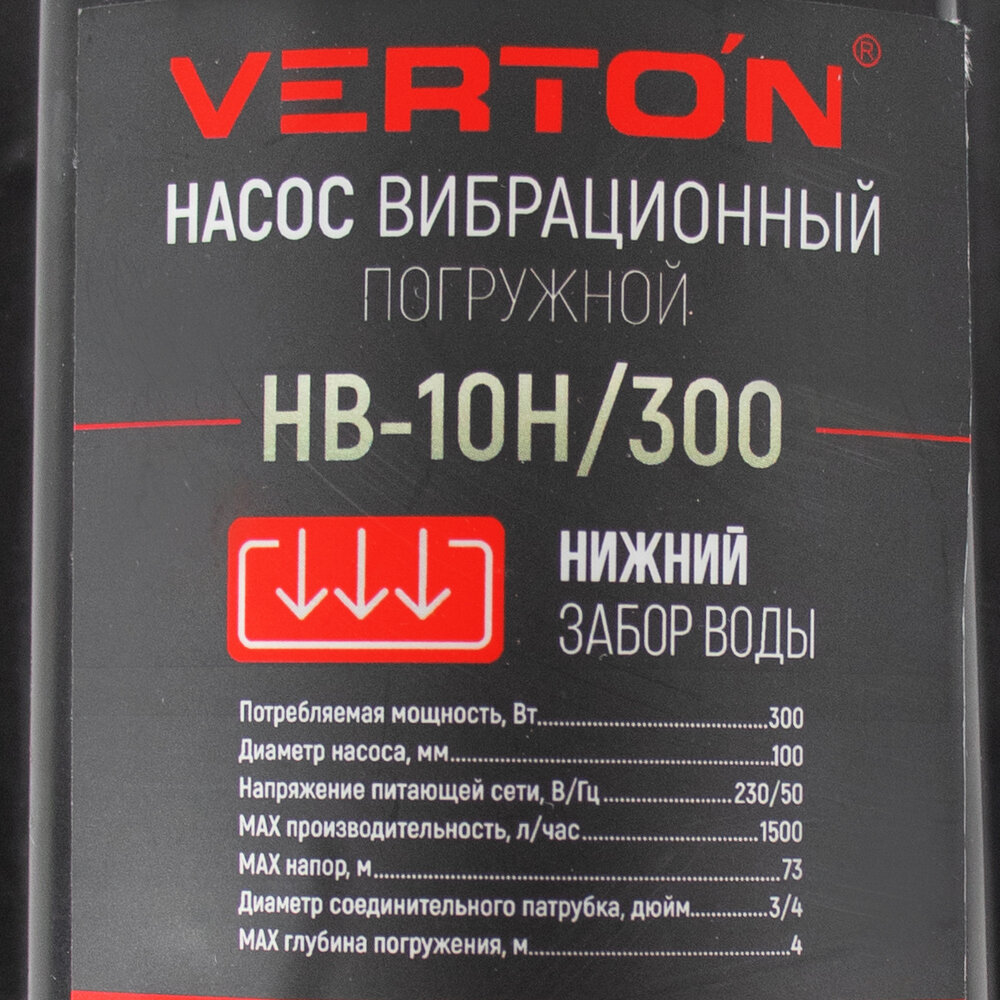 VERTO'N®
НАСОС ВИБРАЦИОННЫЙ
ПОГРУЖНОЙ
НВ-10Н/300
НИЖНИЙ
ЗАБОР ВОДЫ
Потребляемая мощность, Вт...300
Диаметр насоса, мм...100
Напряжение питающей сети, В/Гц...230/50
MAX производительность, л/час...1500
MAX напор, м...73
Диаметр соединительного патрубка, дюйм...3/4
MAX глубина погружения, м...4